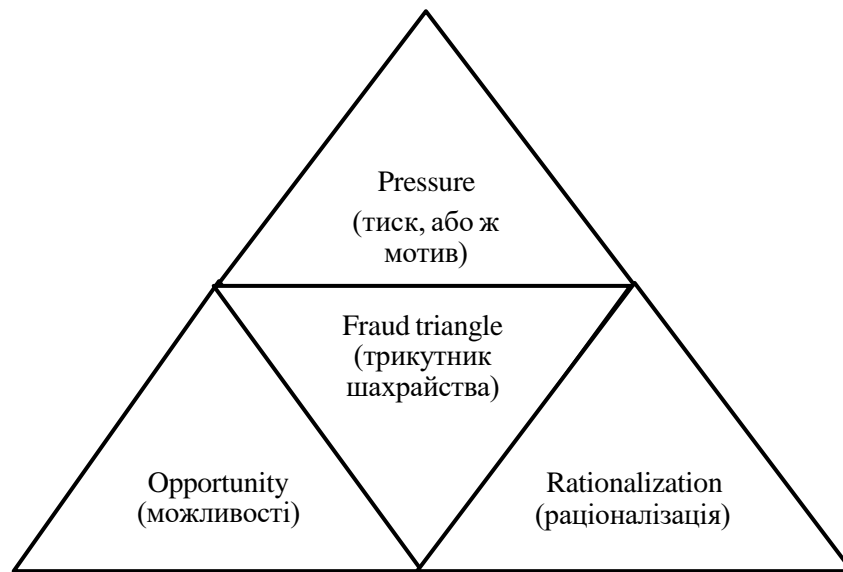 Pressure
(тиск, або ж
мотив)
Fraud triangle
(трикутник
шахрайства)
Opportunity
(можливості)
Rationalization
(раціоналізація)